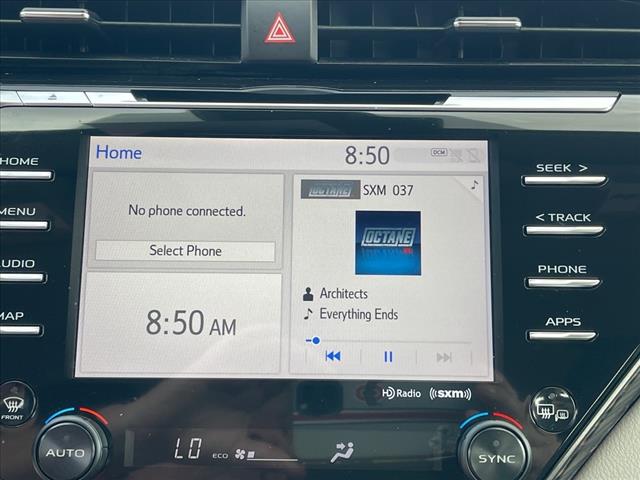 Home 8:50 DCM
HOME
MENU
AUDIO
MAP
No phone connected.
Select Phone
8:50 AM
OCTANE SXM 037
OCTANE
Architects
Everything Ends
SEEK >
< TRACK
PHONE
APPS
HD Radio ((sxm))
FRONT
AUTO
LO ECO
SYNC